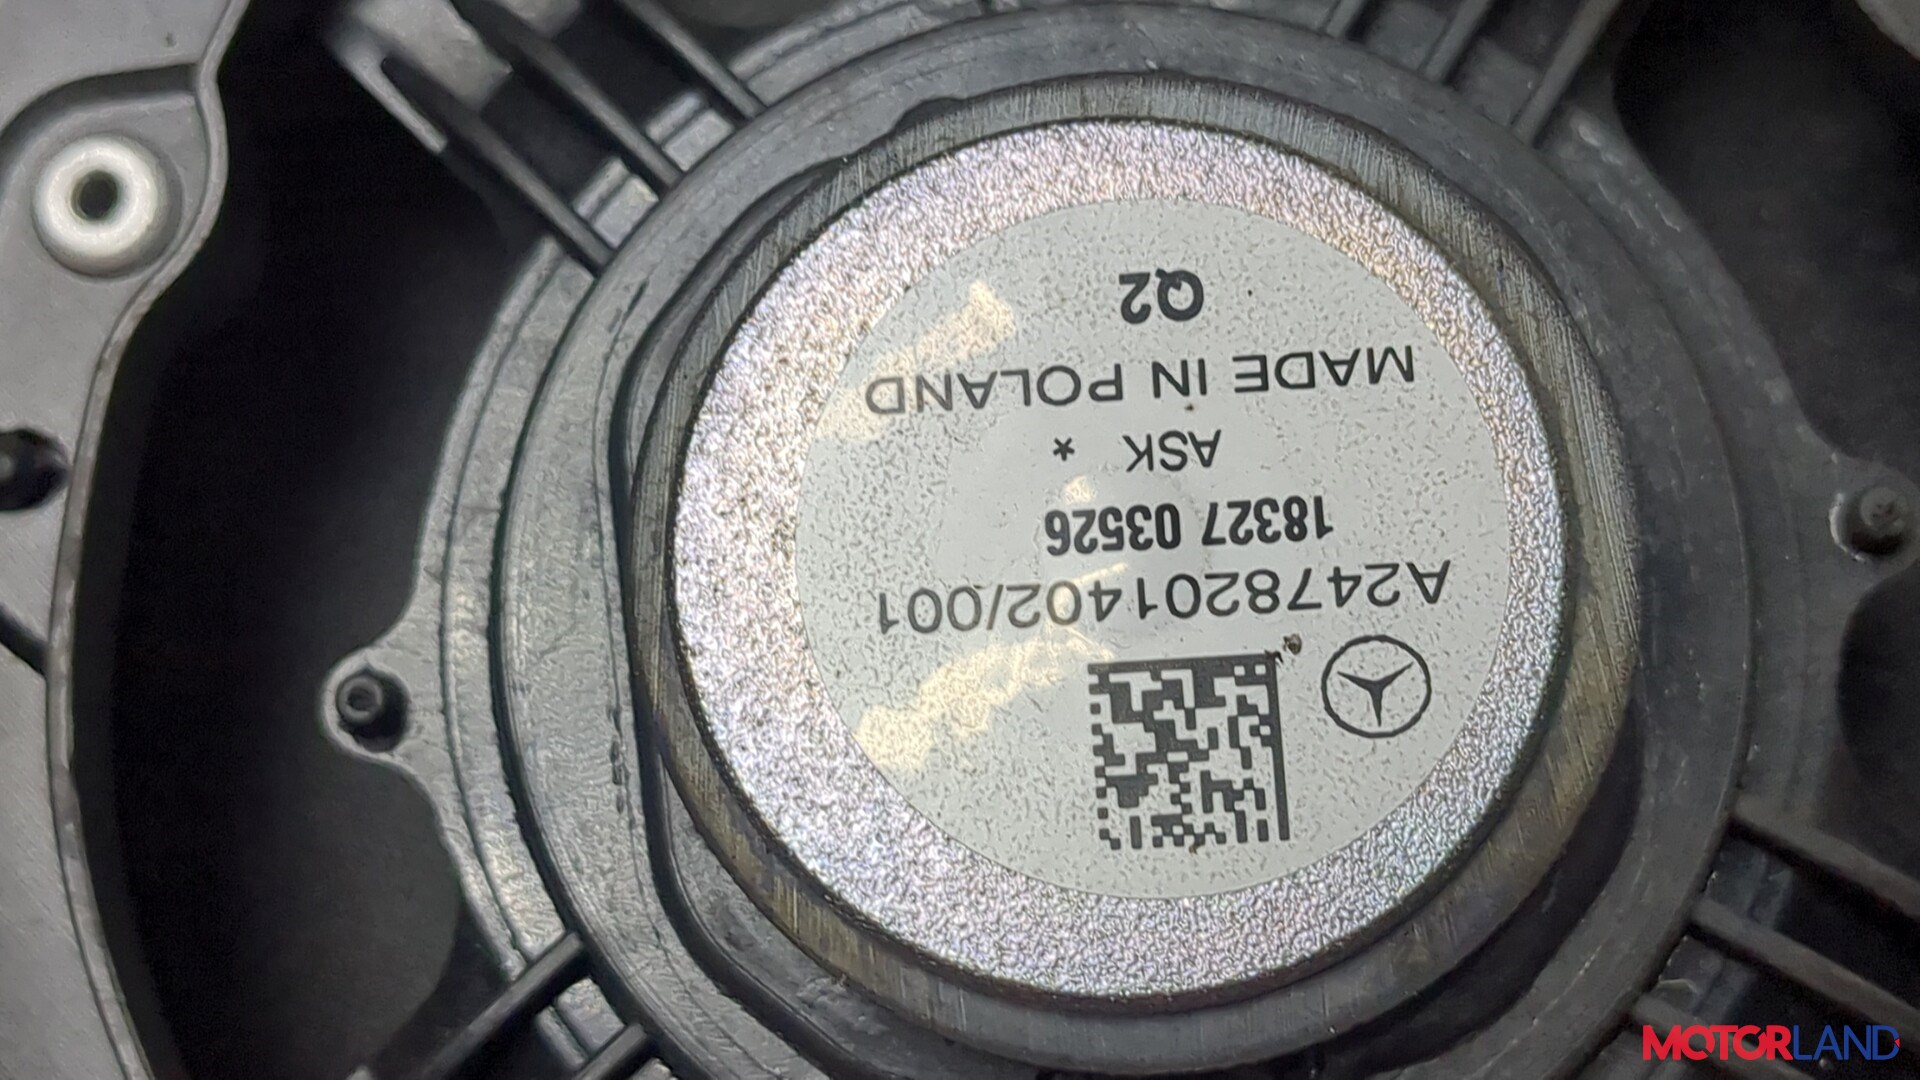 A2478201402/001
18327 03526
ASK *
MADE IN POLAND
Q2
MOTORLAND